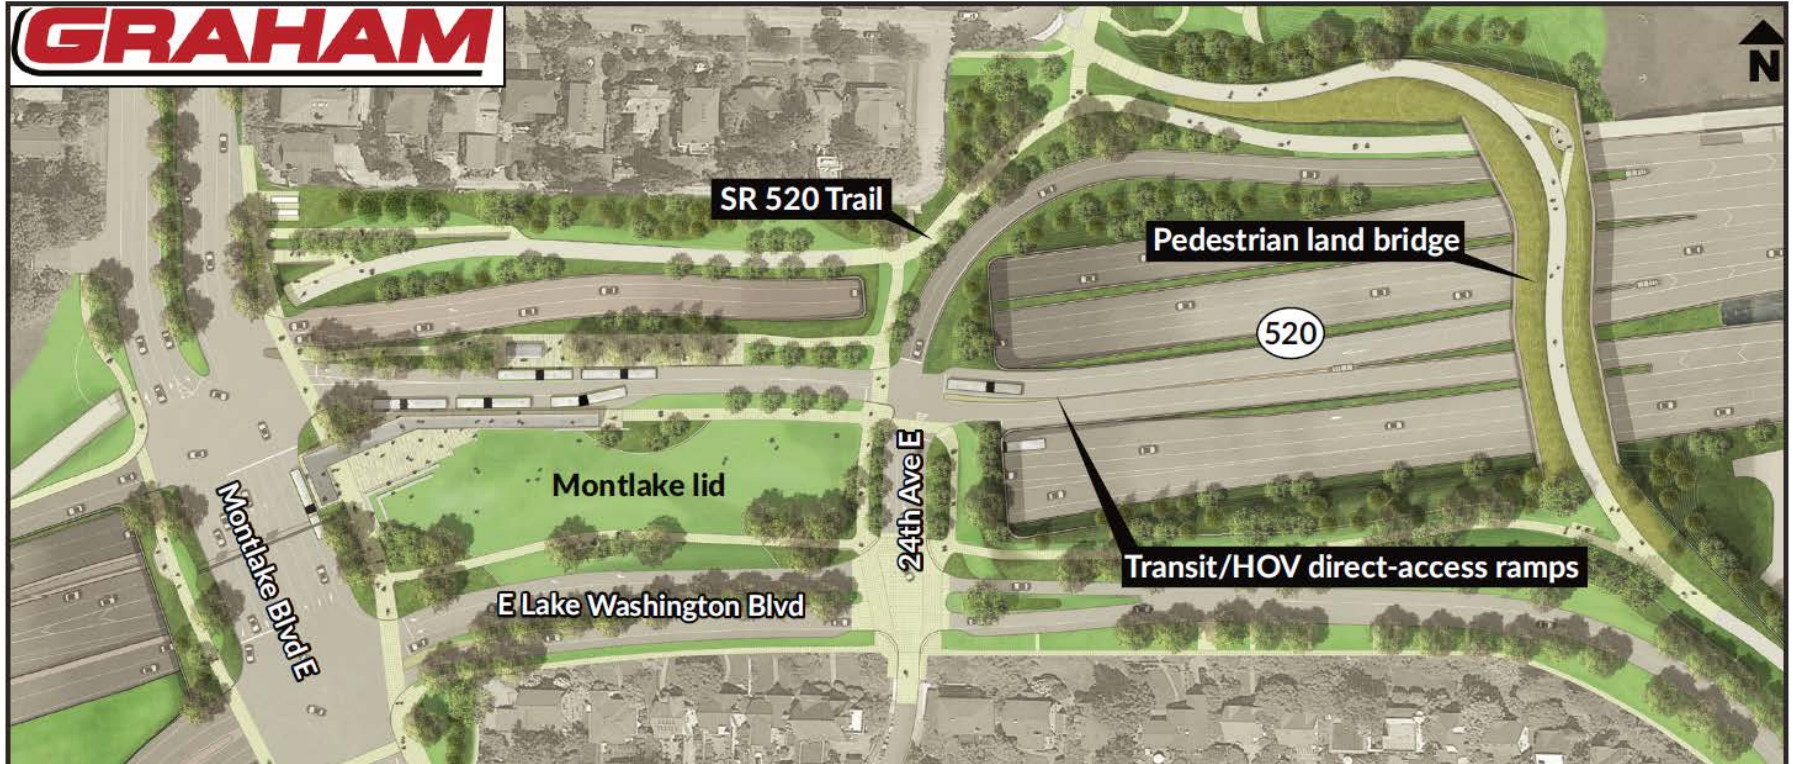 GRAHAM
N
SR 520 Trail
Pedestrian land bridge
520
Montlake lid
24th Ave E
Montlake Blvd E
Transit/HOV direct-access ramps
E Lake Washington Blvd